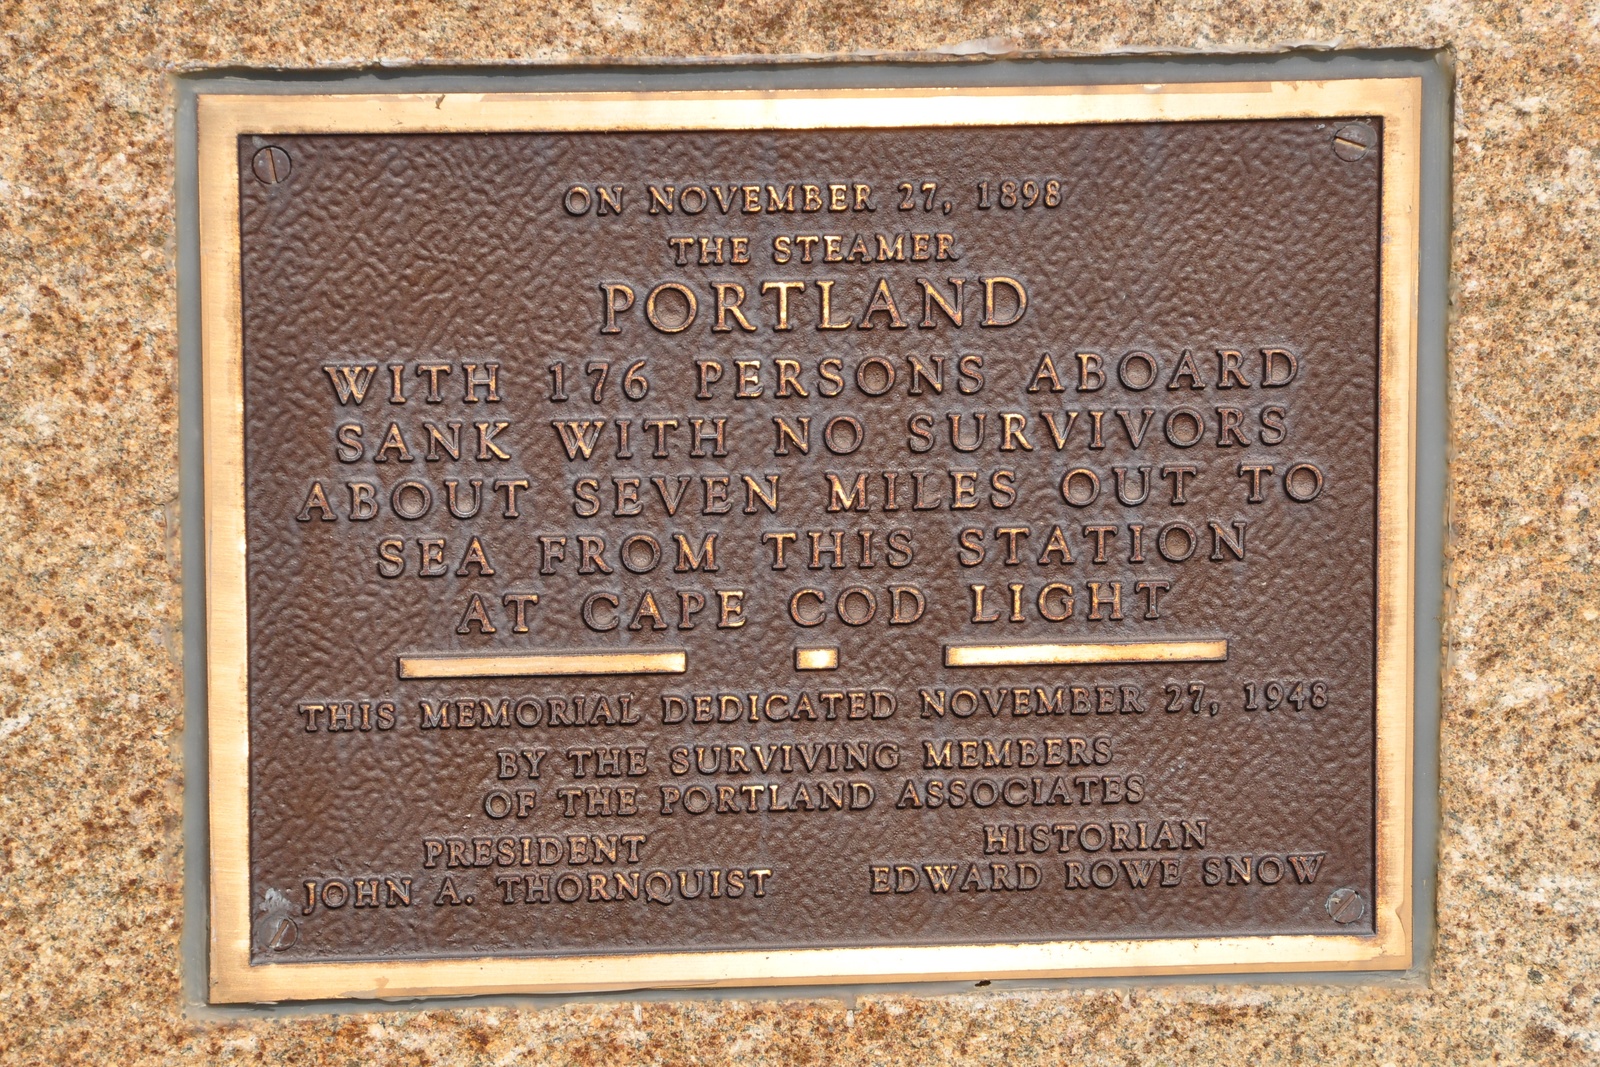 ON NOVEMBER 27, 1898
THE STEAMER
PORTLAND
WITH 176 PERSONS ABOARD
SANK WITH NO SURVIVORS
ABOUT SEVEN MILES OUT TO
SEA FROM THIS STATION
AT CAPE COD LIGHT
THIS MEMORIAL DEDICATED NOVEMBER 27, 1948
BY THE SURVIVING MEMBERS
OF THE PORTLAND ASSOCIATES
PRESIDENT
JOHN A. THORNQUIST
HISTORIAN
EDWARD ROWE SNOW